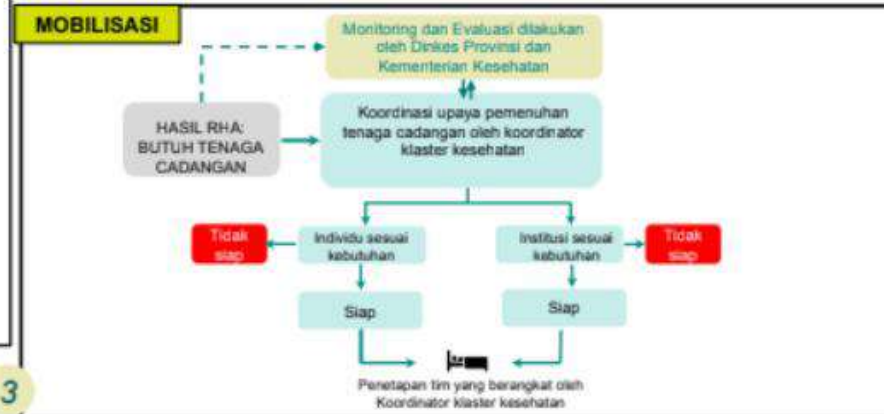 MOBILISASI
Monitoring dan Evaluasi dilakukan
oleh Dinkes Provinsi dan
Kementerian Kesehatan
HASIL RHA:
BUTUH TENAGA
CADANGAN
Koordinasi upaya pemenuhan
tenaga cadangan oleh koordinator
klaster kesehatan
Tidak
siap
Individu sesuai
kebutuhan
Institusi sesuai
kebutuhan
Tidak
siap
Siap
Siap
Penetapan tim yang berangkat oleh
Koordinator klaster kesehatan
3